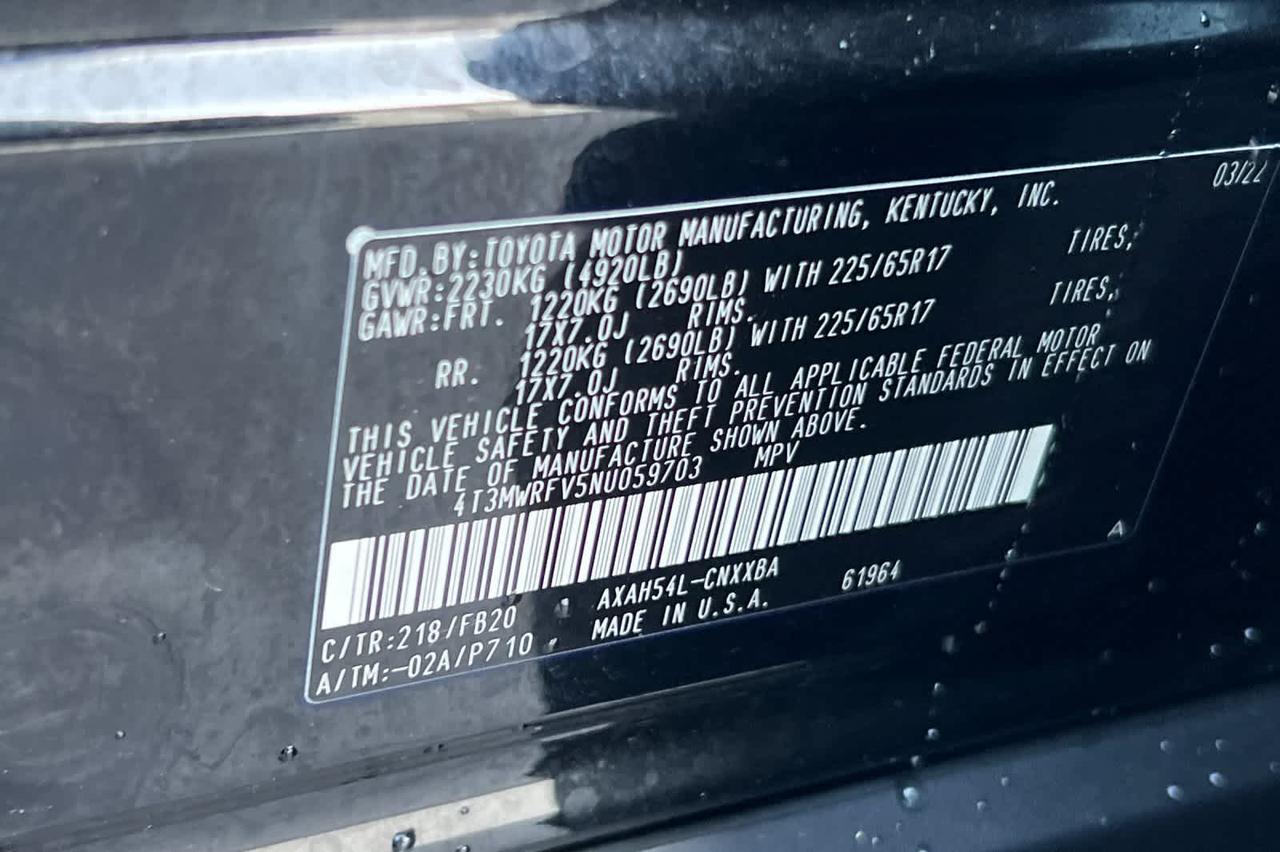 03/22
MFD.BY:TOYOTA MOTOR MANUFACTURING, KENTUCKY, INC.
GVWR:2230KG (4920LB)
GAWR:FRT. 1220KG (2690LB) WITH 225/65R17 TIRES,
17X7.0J RIMS.
RR. 1220KG (2690LB) WITH 225/65R17 TIRES,
17X7.0J RIMS.
THIS VEHICLE CONFORMS TO ALL APPLICABLE FEDERAL MOTOR
VEHICLE SAFETY AND THEFT PREVENTION STANDARDS IN EFFECT ON
THE DATE OF MANUFACTURE SHOWN ABOVE.
4T3MWRFV5NU059703 MPV
A
C/TR:218/FB20 AXAH54L-CNXXBA 61964
A/TM:-02A/P710 MADE IN U.S.A.